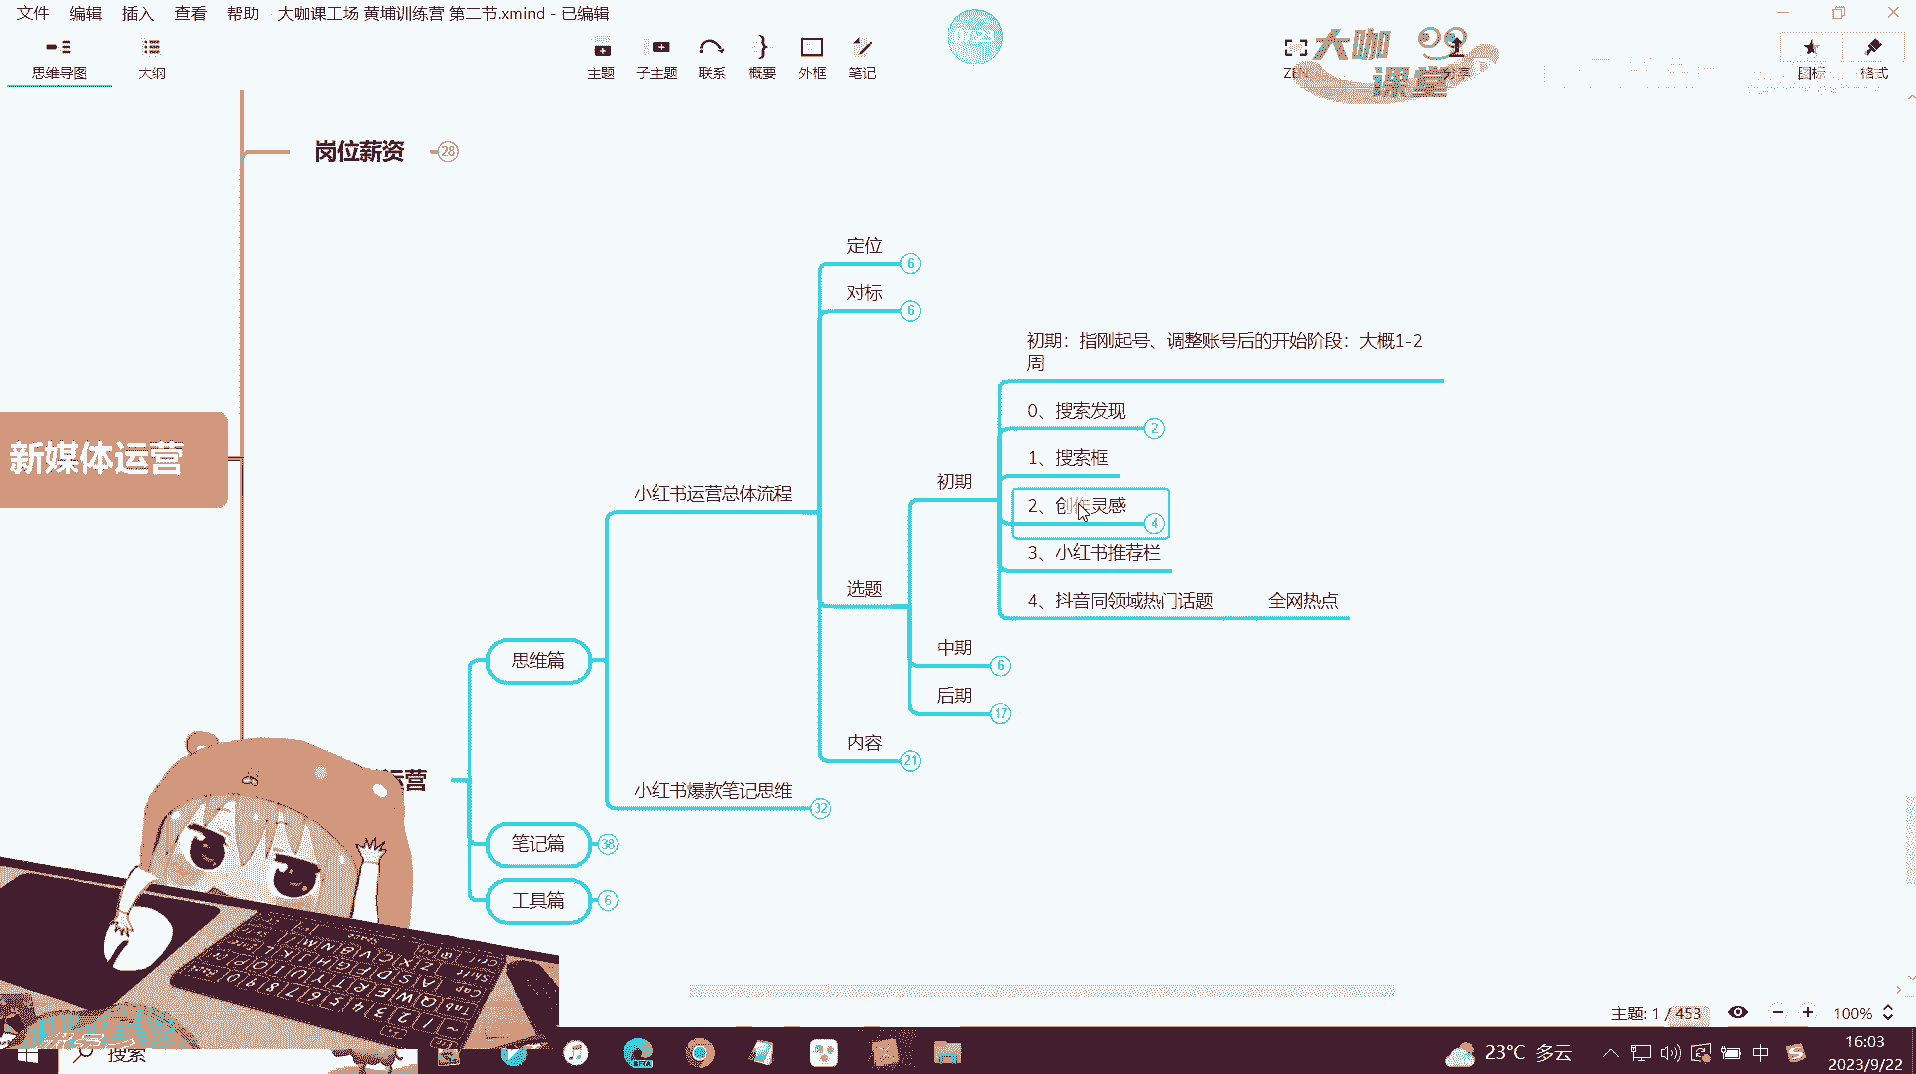 文件 编辑 插入 查看 帮助 大咖课工场 黄埔训练营 第二节.xmind - 已编辑
思维导图 大纲 主题 子主题 联系 概要 外框 笔记 ZEN 分享 图标 格式
大咖
课堂
岗位薪资 28
定位 6
对标 6
初期：指刚起号、调整账号后的开始阶段：大概1-2
周
0、搜索发现 2
1、搜索框
初期
2、创作灵感 4
3、小红书推荐栏
4、抖音同领域热门话题 全网热点
新媒体运营
小红书运营总体流程
选题
中期 6
后期 17
思维篇
内容 21
小红书爆款笔记思维 32
运营
笔记篇 38
工具篇 6
主题: 1 / 453 100%
搜索
BETA
23°C 多云
中
16:03
2023/9/22